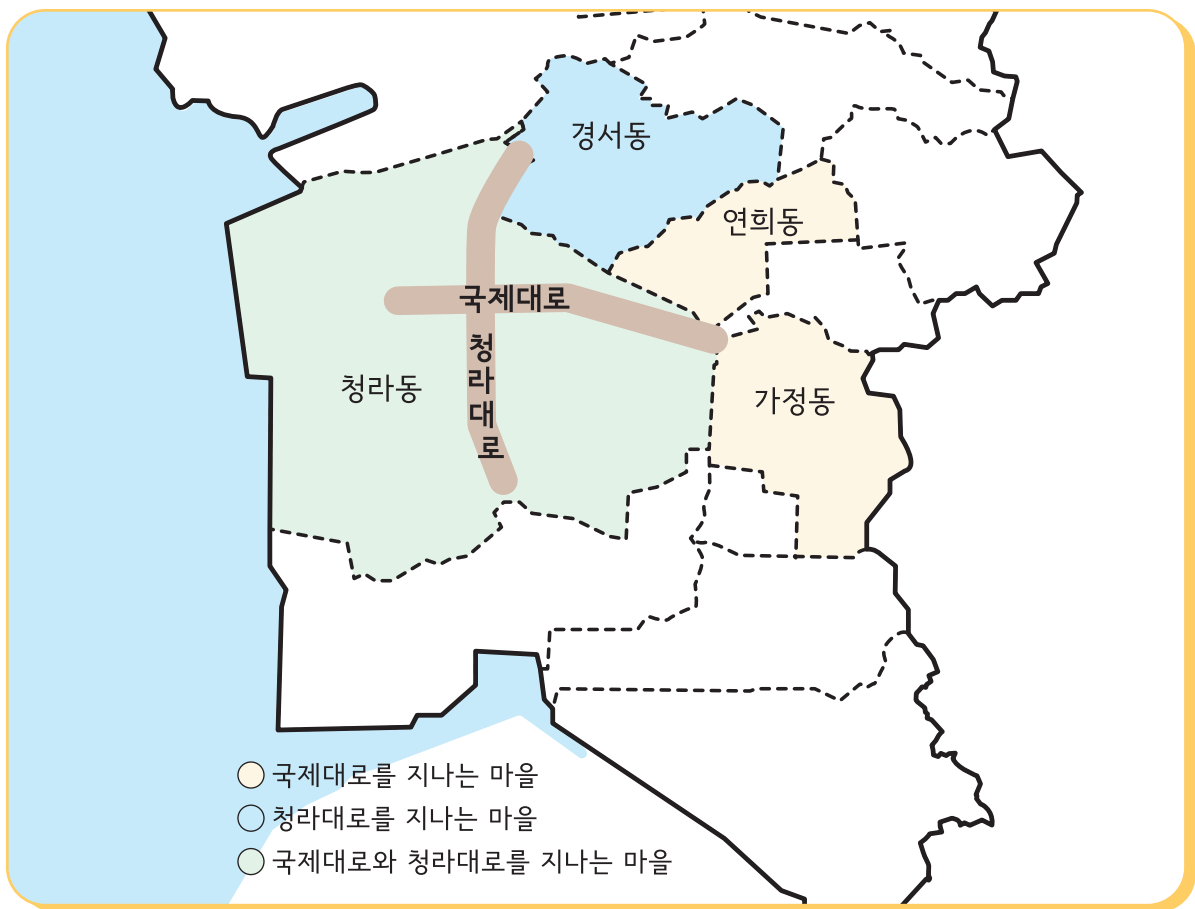 경서동
연희동
국제대로
청라대로
청라동
가정동
국제대로를 지나는 마을
청라대로를 지나는 마을
국제대로와 청라대로를 지나는 마을